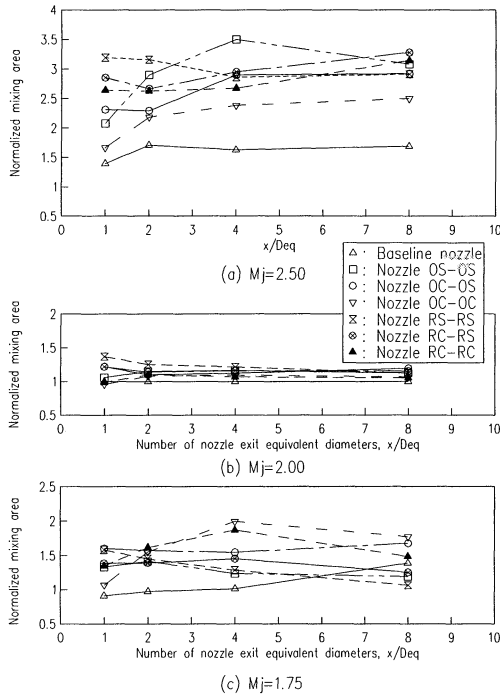 4
3.5
3
2.5
2
1.5
1
0.5
Normalized mixing area
0 1 2 3 4 5 6 7 8 9 10
x/Deq
(a) Mj=2.50
: Baseline nozzle
: Nozzle OS-OS
: Nozzle OC-OS
: Nozzle OC-OC
: Nozzle RS-RS
: Nozzle RC-RS
: Nozzle RC-RC
2
1.5
1
0.5
Normalized mixing area
0 1 2 3 4 5 6 7 8 9 10
Number of nozzle exit equivalent diameters, x/Deq
(b) Mj=2.00
2.5
2
1.5
1
0.5
Normalized mixing area
0 1 2 3 4 5 6 7 8 9 10
Number of nozzle exit equivalent diameters, x/Deq
(c) Mj=1.75